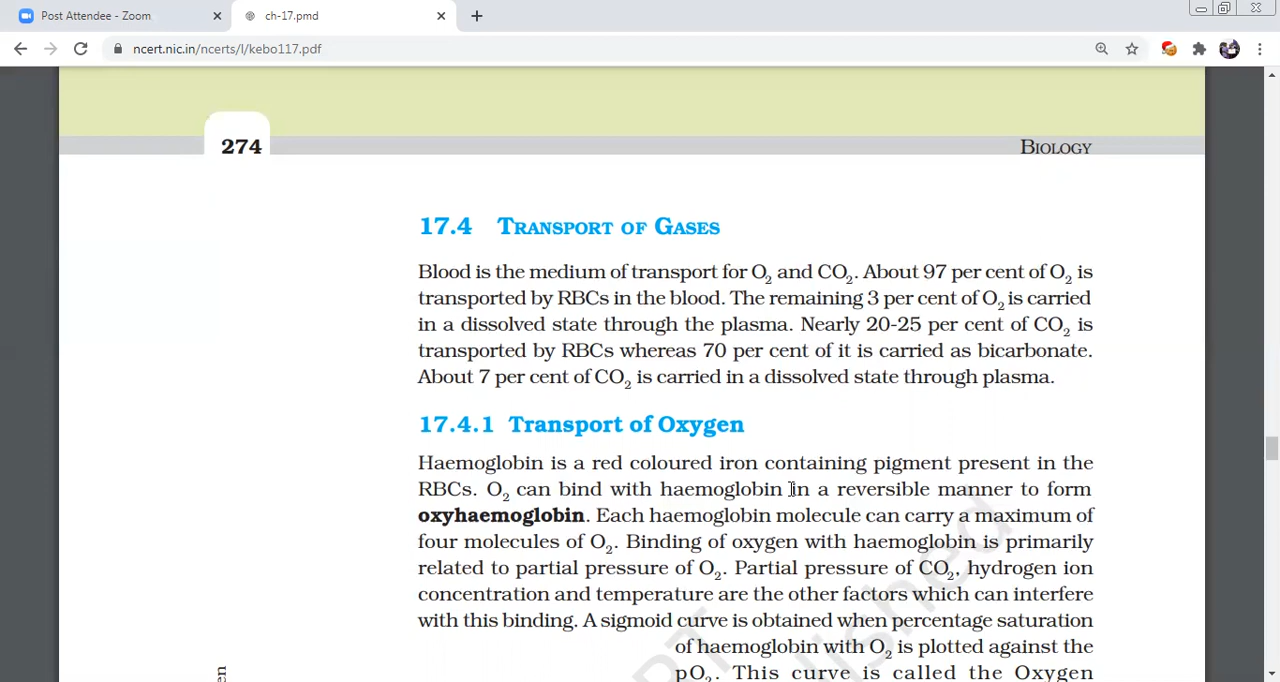 Post Attendee - Zoom
ch-17.pmd
ncert.nic.in/ncerts/l/kebo117.pdf
274
BIOLOGY
17.4 TRANSPORT OF GASES
Blood is the medium of transport for O₂ and CO₂. About 97 per cent of O₂ is
transported by RBCs in the blood. The remaining 3 per cent of O₂ is carried
in a dissolved state through the plasma. Nearly 20-25 per cent of CO₂ is
transported by RBCs whereas 70 per cent of it is carried as bicarbonate.
About 7 per cent of CO₂ is carried in a dissolved state through plasma.
17.4.1 Transport of Oxygen
Haemoglobin is a red coloured iron containing pigment present in the
RBCs. O₂ can bind with haemoglobin in a reversible manner to form
oxyhaemoglobin. Each haemoglobin molecule can carry a maximum of
four molecules of O₂. Binding of oxygen with haemoglobin is primarily
related to partial pressure of O₂. Partial pressure of CO₂, hydrogen ion
concentration and temperature are the other factors which can interfere
with this binding. A sigmoid curve is obtained when percentage saturation
of haemoglobin with O₂ is plotted against the
pO₂. This curve is called the Oxygen